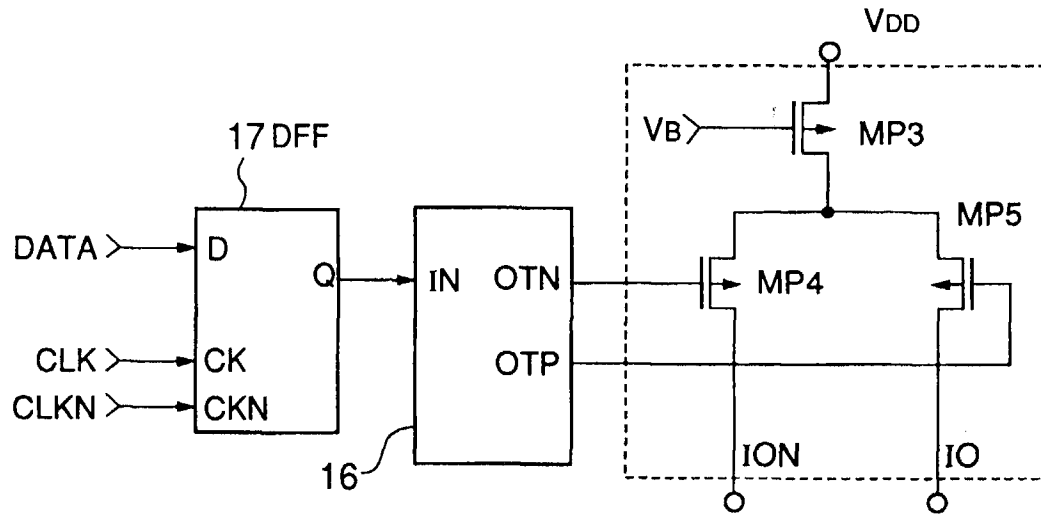 VDD
VB
MP3
17 DFF
MP5
DATA
D
Q
IN
OTN
MP4
CLK
CK
OTP
CLKN
CKN
16
ION
IO